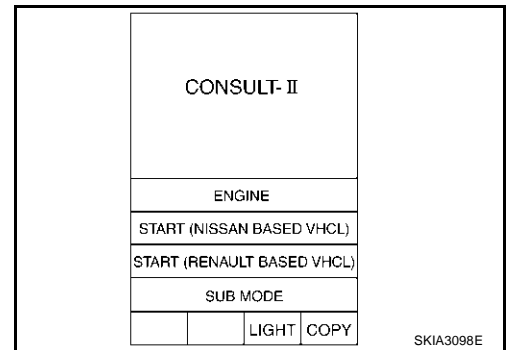 CONSULT-II
ENGINE
START (NISSAN BASED VHCL)
START (RENAULT BASED VHCL)
SUB MODE
LIGHT COPY
SKIA3098E